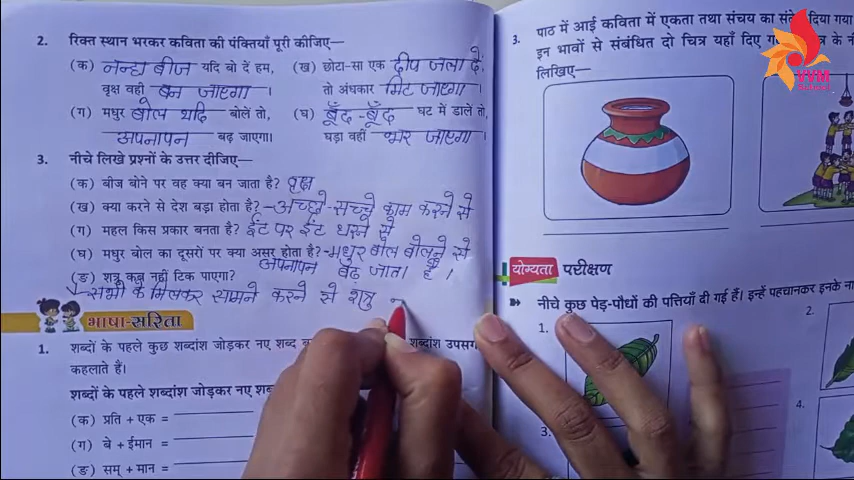 2. रिक्त स्थान भरकर कविता की पंक्तियाँ पूरी कीजिए—
(क) नन्हा बीज यदि बो दें हम, (ख) छोटा-सा एक दीप जला दें,
वृक्ष वही बन जाएगा । तो अंधकार मिट जाएगा ।
(ग) मधुर बोल यदि बोलें तो, (घ) बूँद-बूँद घट में डालें तो,
अपनापन बढ़ जाएगा। घड़ा वहीं भर जाएगा ।
3. नीचे लिखे प्रश्नों के उत्तर दीजिए—
(क) बीज बोने पर वह क्या बन जाता है? वृक्ष
(ख) क्या करने से देश बड़ा होता है? -अच्छे-सच्चे काम करने से
(ग) महल किस प्रकार बनता है? ईंट पर ईंट धरने से
(घ) मधुर बोल का दूसरों पर क्या असर होता है? -मधुर बोल बोलने से
अपनापन बढ़ जाता है ।
(ङ) शत्रु कब नहीं टिक पाएगा?
सभी के मिलकर सामने करने से शत्रु
भाषा-सरिता
1. शब्दों के पहले कुछ शब्दांश जोड़कर नए शब्द शब्दांश
कहलाते हैं।
शब्दों के पहले शब्दांश जोड़कर नए
(क) प्रति + एक =
(ग) बे + ईमान =
(ङ) सम् + मान =
3. पाठ में आई कविता में एकता तथा संचय का दिया गया
इन भावों से संबंधित दो चित्र यहाँ दिए के
लिखिए—
VVM
योग्यता परीक्षण
नीचे कुछ पेड़-पौधों की पत्तियाँ दी गई हैं। इन्हें पहचानकर इनके
1.
2.
3.
4.